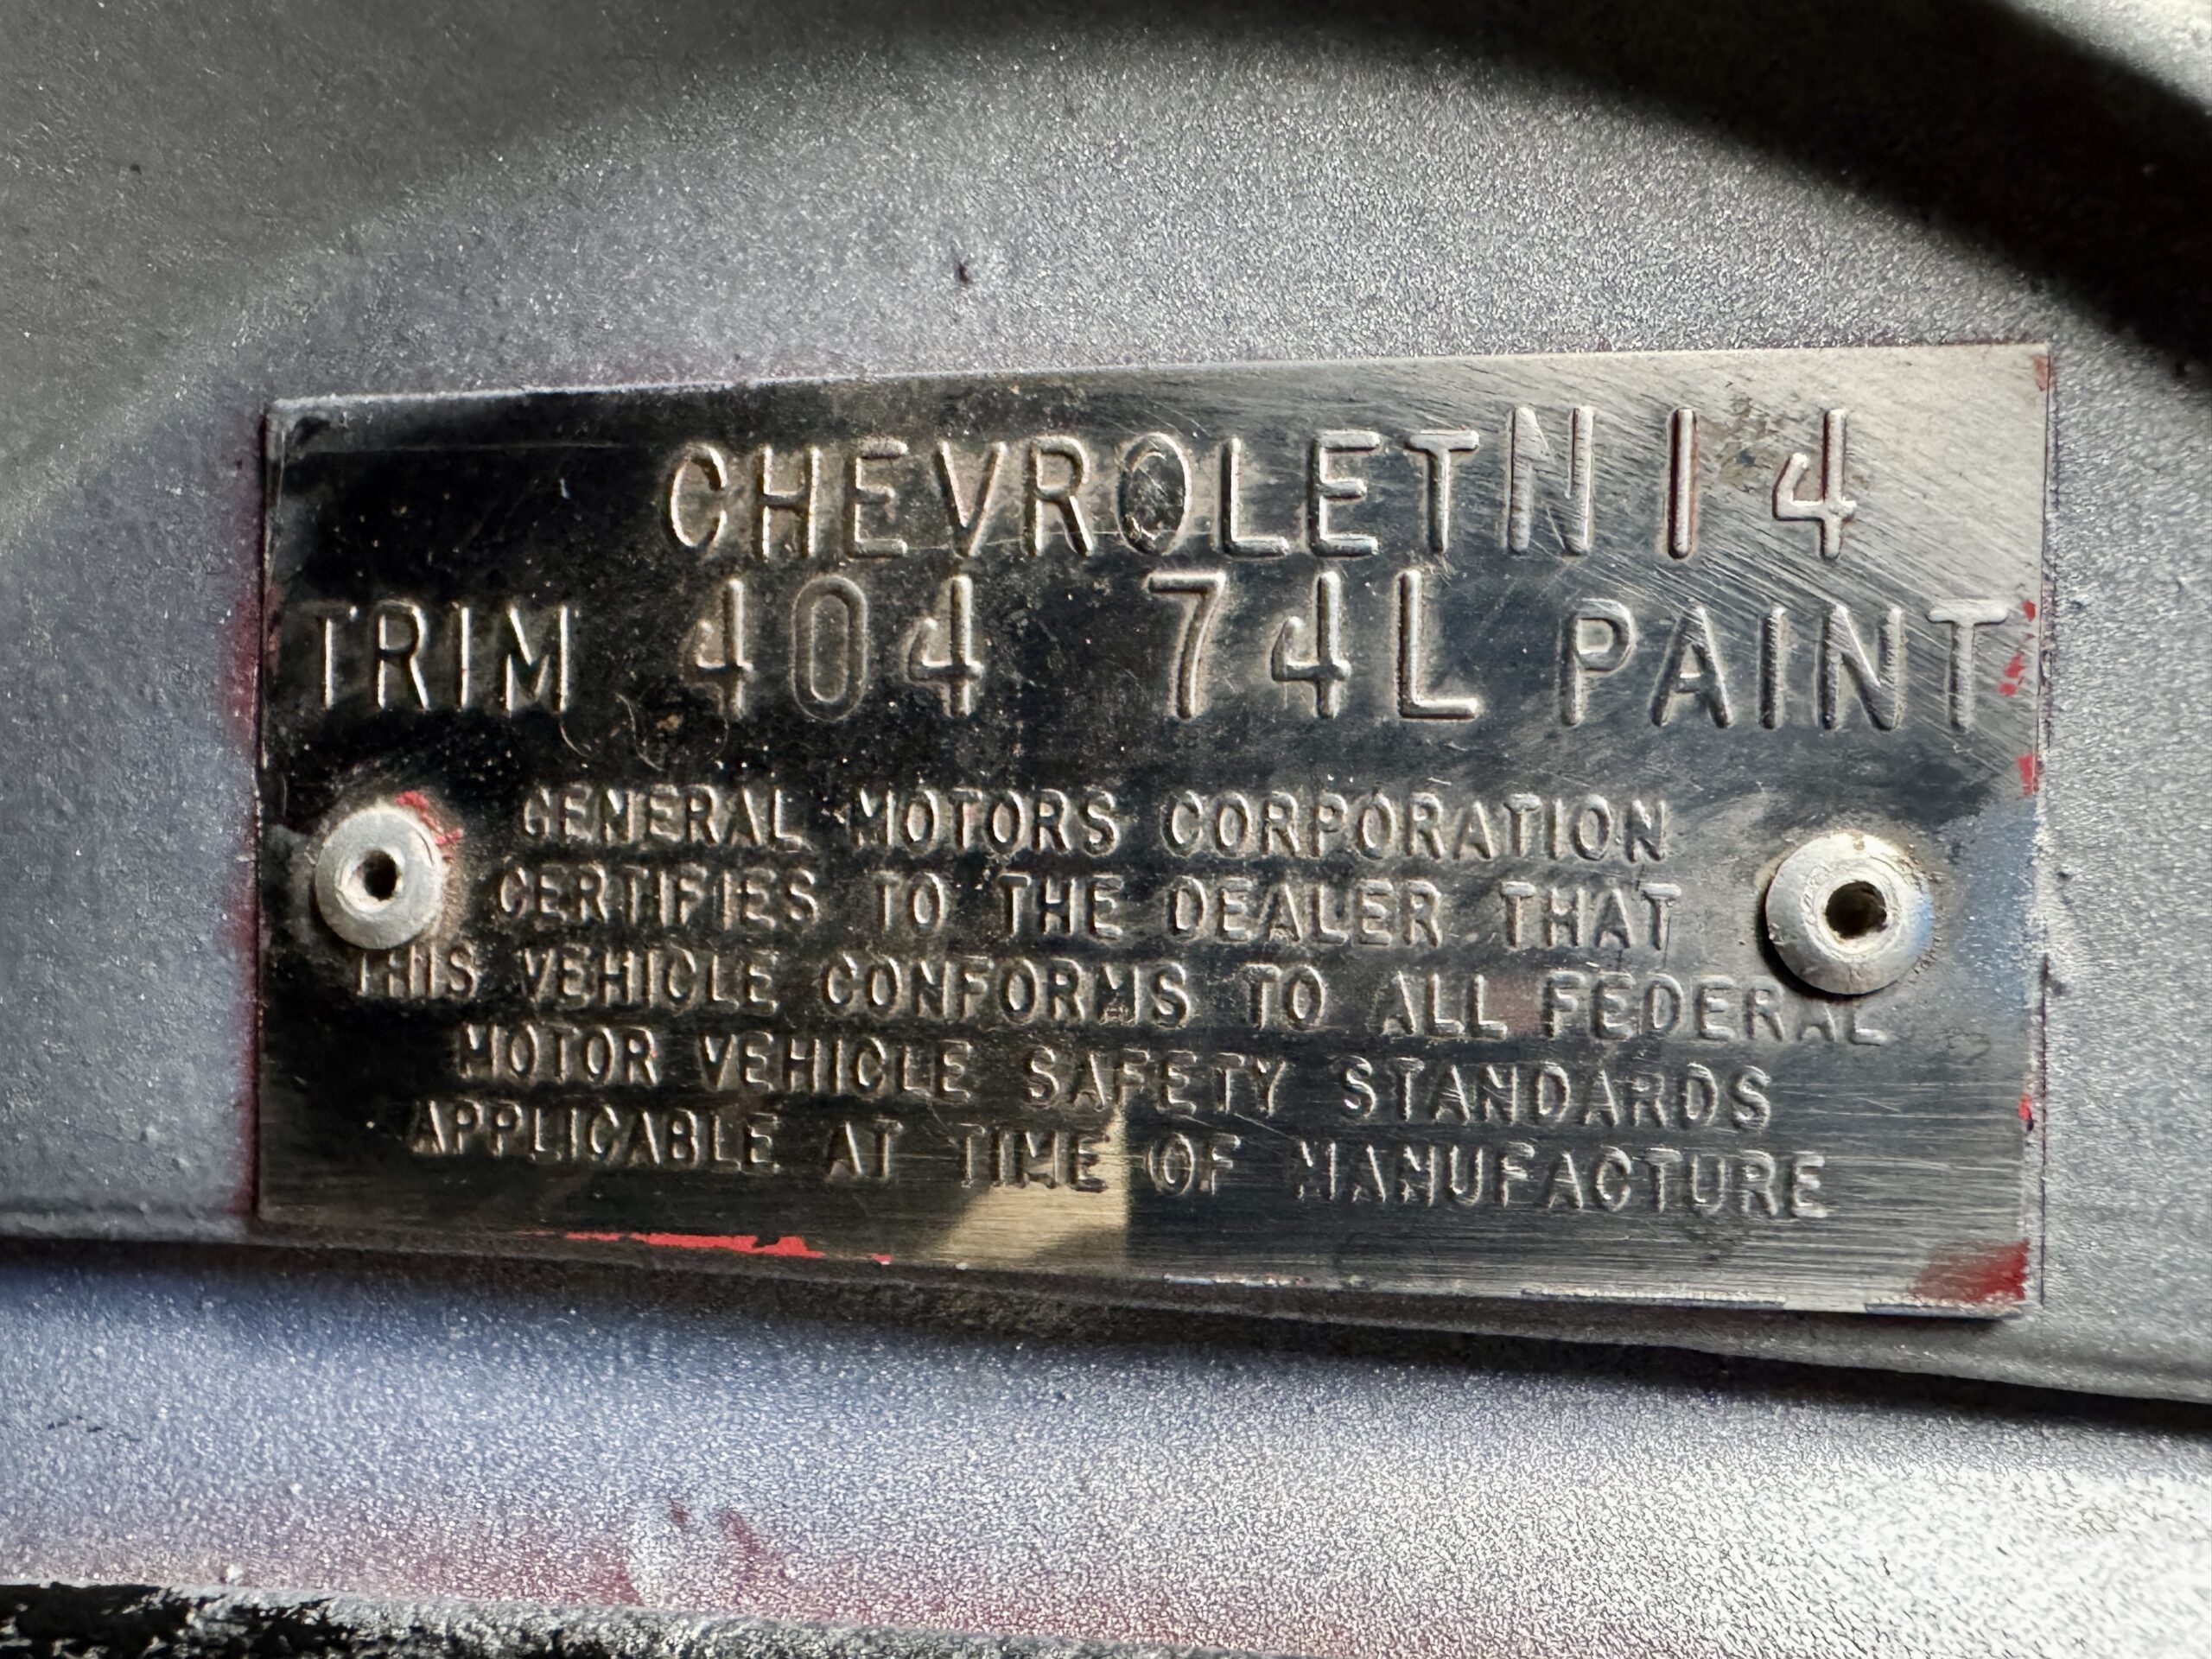 CHEVROLET N14
TRIM 404 74L PAINT
GENERAL MOTORS CORPORATION
CERTIFIES TO THE DEALER THAT
THIS VEHICLE CONFORMS TO ALL FEDERAL
MOTOR VEHICLE SAFETY STANDARDS
APPLICABLE AT TIME OF MANUFACTURE